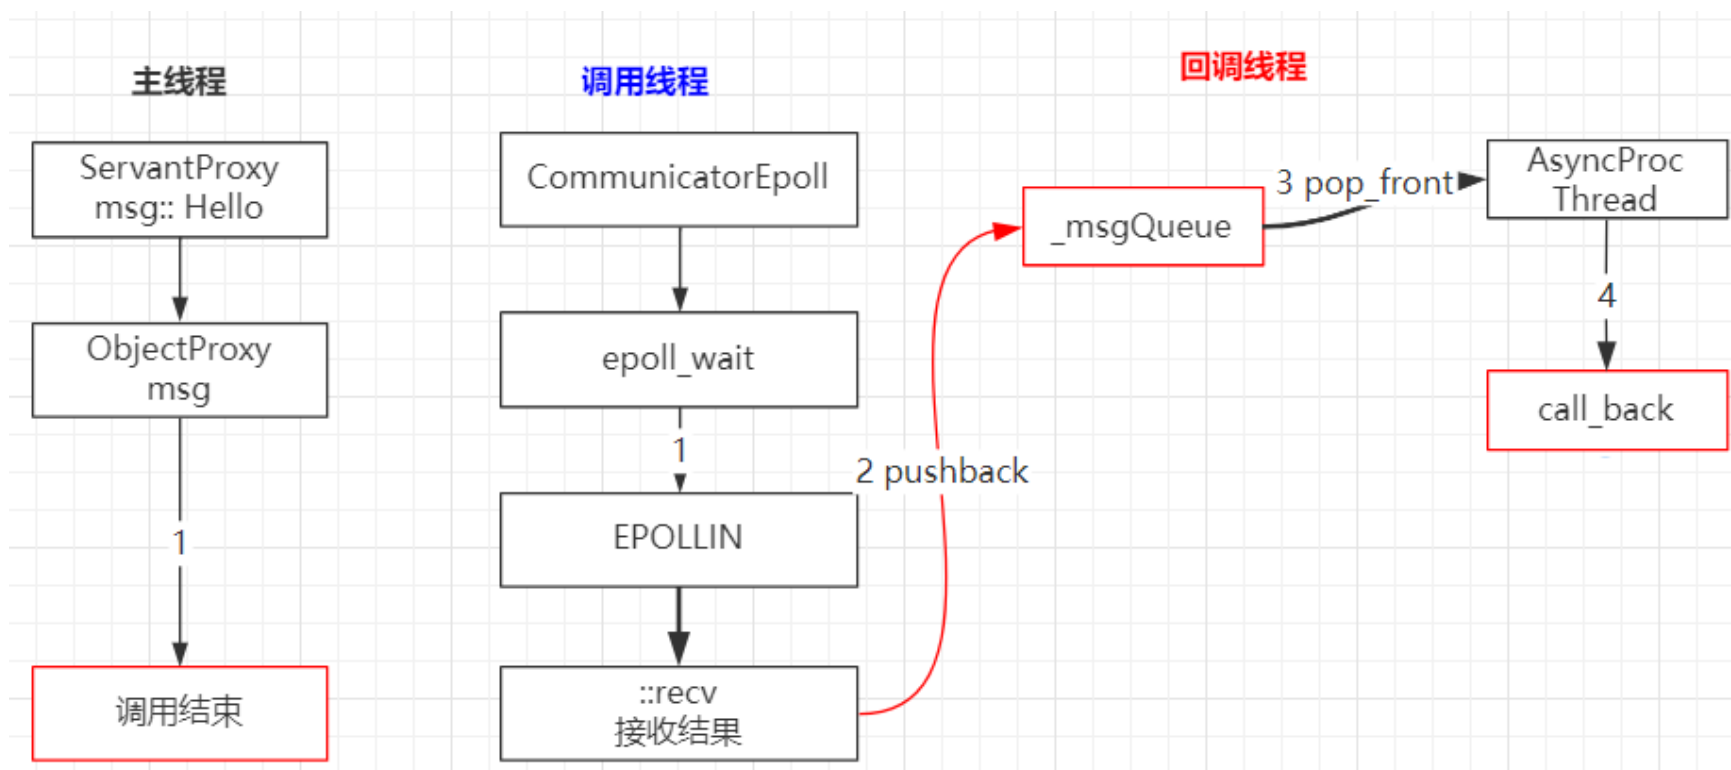 主线程
ServantProxy
msg:: Hello
ObjectProxy
msg
1
调用结束
调用线程
CommunicatorEpoll
epoll_wait
1
EPOLLIN
::recv
接收结果
2 pushback
回调线程
_msgQueue
3 pop_front
AsyncProc
Thread
4
call_back